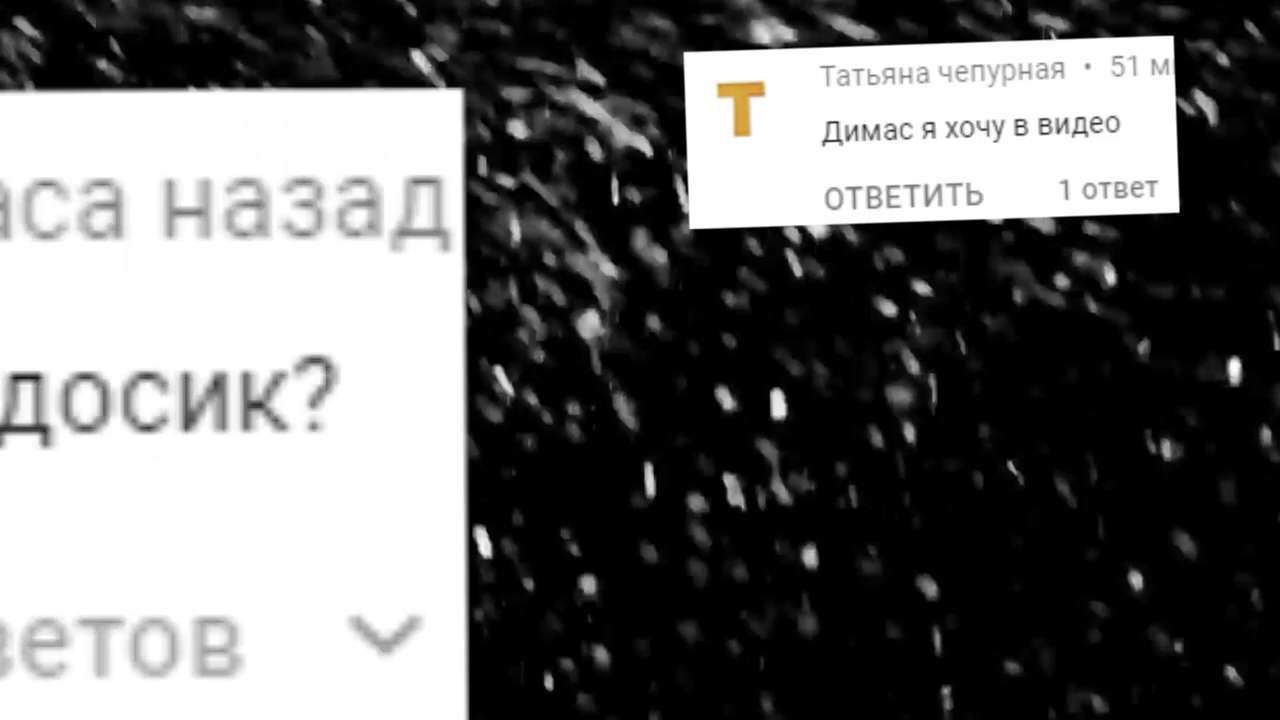 аса назад
досик?
ветов
Т
Татьяна чепурная • 51 м
Димас я хочу в видео
ОТВЕТИТЬ 1 ответ